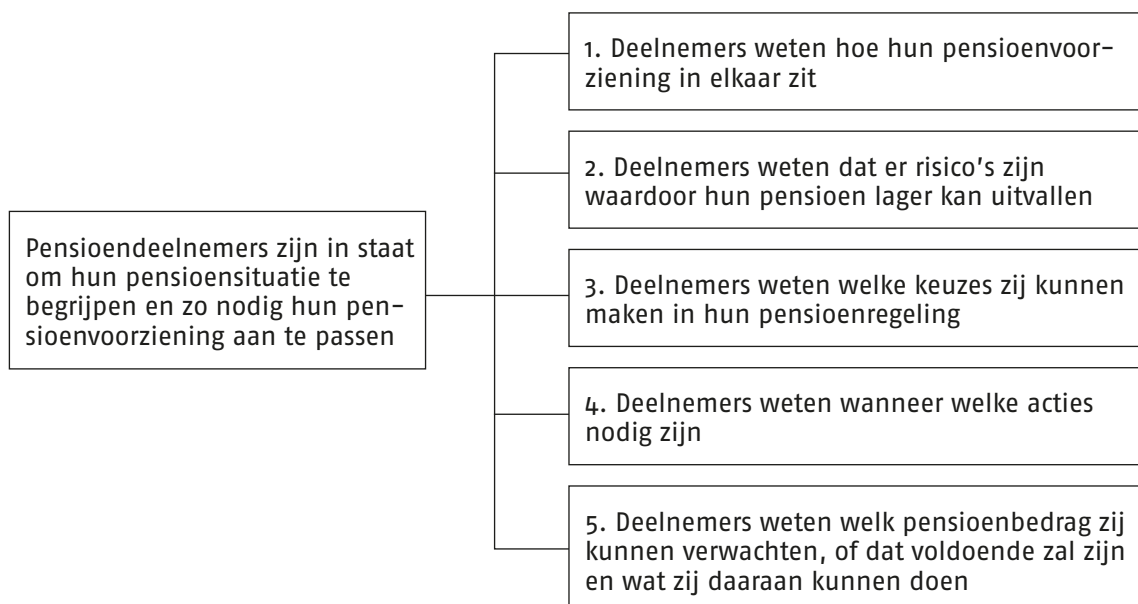 Pensioendeelnemers zijn in staat
om hun pensioensituatie te
begrijpen en zo nodig hun pen-
sioenvoorziening aan te passen
1. Deelnemers weten hoe hun pensioenvoor-
ziening in elkaar zit
2. Deelnemers weten dat er risico's zijn
waardoor hun pensioen lager kan uitvallen
3. Deelnemers weten welke keuzes zij kunnen
maken in hun pensioenregeling
4. Deelnemers weten wanneer welke acties
nodig zijn
5. Deelnemers weten welk pensioenbedrag zij
kunnen verwachten, of dat voldoende zal zijn
en wat zij daaraan kunnen doen